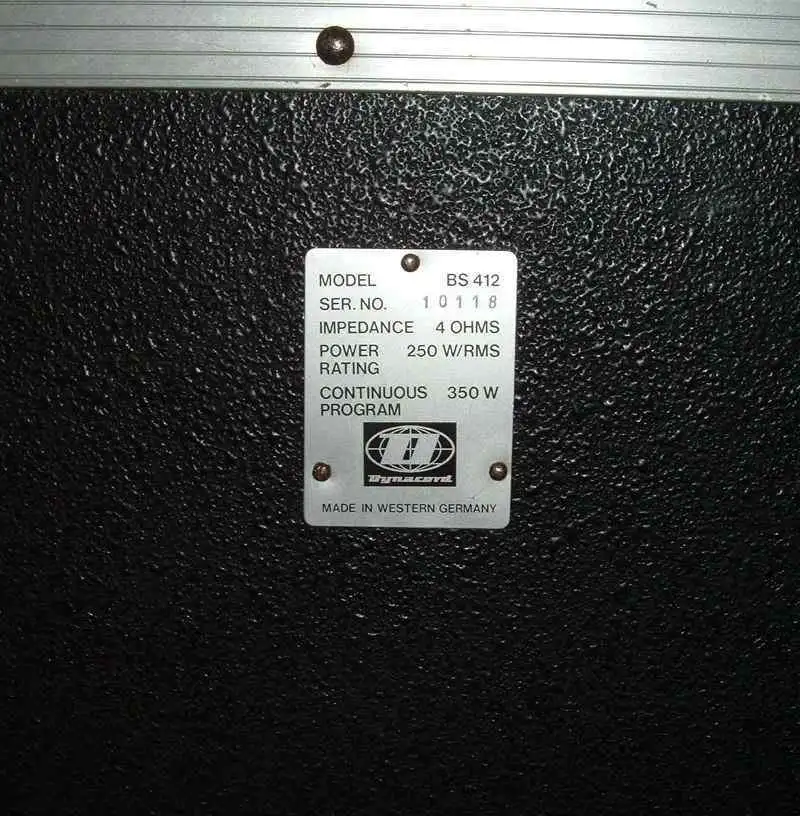 MODEL BS 412
SER. NO. 10118
IMPEDANCE 4 OHMS
POWER 250 W/RMS
RATING
CONTINUOUS 350 W
PROGRAM
D
Dynacord
MADE IN WESTERN GERMANY